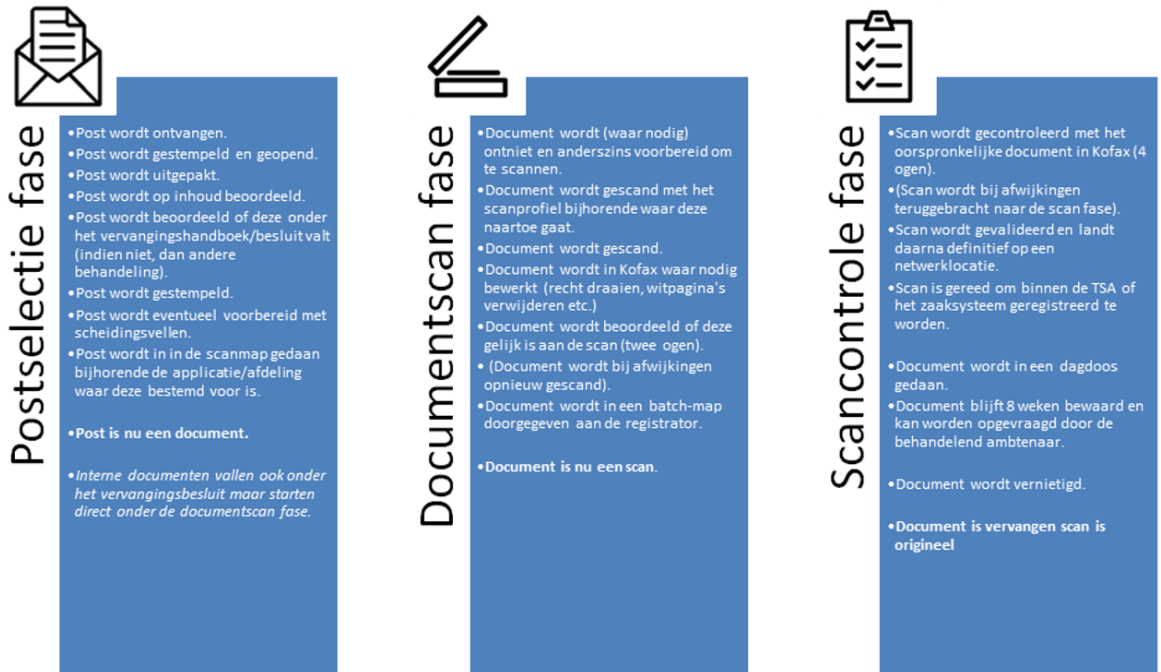 Postselectie fase
•Post wordt ontvangen.
•Post wordt gestempeld en geopend.
•Post wordt uitgepakt.
•Post wordt op inhoud beoordeeld.
•Post wordt beoordeeld of deze onder
het vervangingshandboek/besluit valt
(indien niet, dan andere
behandeling).
•Post wordt gestempeld.
•Post wordt eventueel voorbereid met
scheidingsvellen.
•Post wordt in in de scanmap gedaan
bijhorende de applicatie/afdeling
waar deze bestemd voor is.
•Post is nu een document.
•Interne documenten vallen ook onder
het vervangingsbesluit maar starten
direct onder de documentscan fase.
Documentscan fase
•Document wordt (waar nodig)
ontniet en anderszins voorbereid om
te scannen.
•Document wordt gescand met het
scanprofiel bijhorende waar deze
naartoe gaat.
•Document wordt gescand.
•Document wordt in Kofax waar nodig
bewerkt (recht draaien, witpagina's
verwijderen etc.)
•Document wordt beoordeeld of deze
gelijk is aan de scan (twee ogen).
• (Document wordt bij afwijkingen
opnieuw gescand).
•Document wordt in een batch-map
doorgegeven aan de registrator.
•Document is nu een scan.
Scancontrole fase
•Scan wordt gecontroleerd met het
oorspronkelijke document in Kofax (4
ogen).
•(Scan wordt bij afwijkingen
teruggebracht naar de scan fase).
•Scan wordt gevalideerd en landt
daarna definitief op een
netwerklocatie.
•Scan is gereed om binnen de TSA of
het zaaksysteem geregistreerd te
worden.
•Document wordt in een dagdoos
gedaan.
•Document blijft 8 weken bewaard en
kan worden opgevraagd door de
behandelend ambtenaar.
•Document wordt vernietigd.
•Document is vervangen scan is
origineel